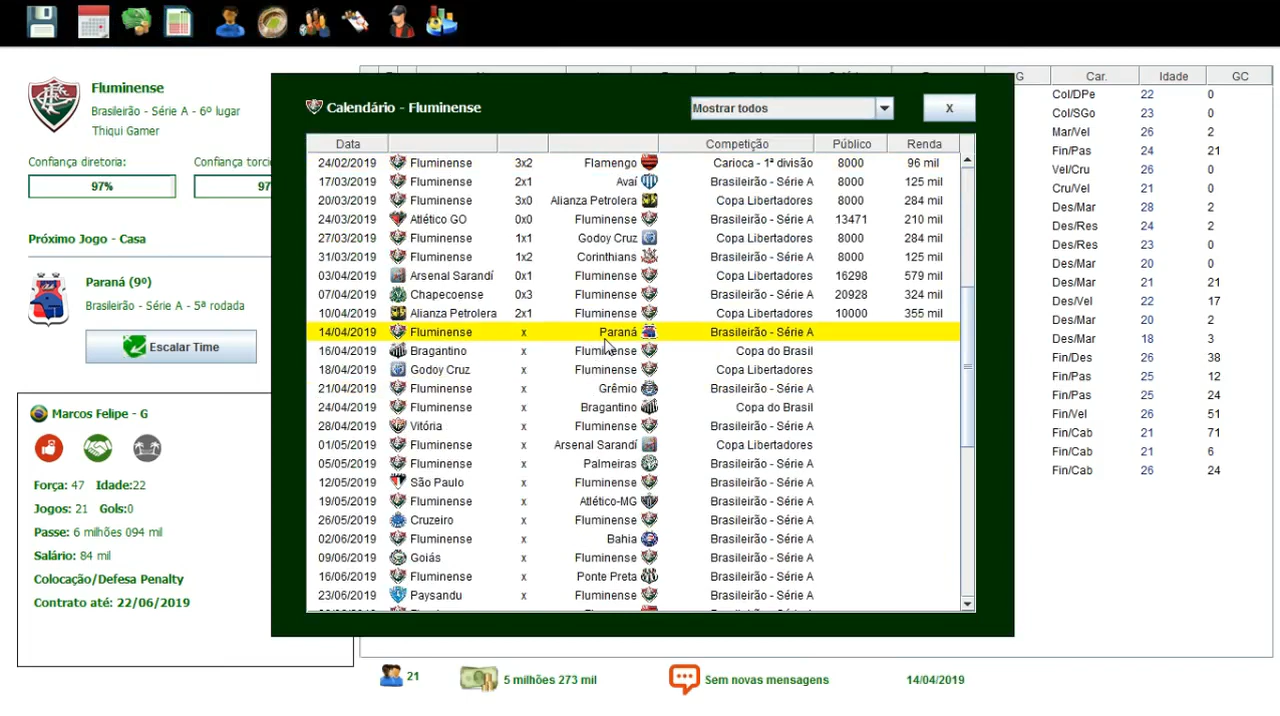 Fluminense
Brasileirão - Série A - 6º lugar
Thiqui Gamer
Confiança diretoria:
Confiança torci
97%
97
Próximo Jogo - Casa
Paraná (9º)
Brasileirão - Série A - 5ª rodada
Escalar Time
Marcos Felipe - G
Força: 47 Idade:22
Jogos: 21 Gols:0
Passe: 6 milhões 094 mil
Salário: 84 mil
Colocação/Defesa Penalty
Contrato até: 22/06/2019
Calendário - Fluminense
Mostrar todos
X
Data Competição Público Renda
24/02/2019 Fluminense 3x2 Flamengo Carioca - 1ª divisão 8000 96 mil
17/03/2019 Fluminense 2x1 Avaí Brasileirão - Série A 8000 125 mil
20/03/2019 Fluminense 3x0 Alianza Petrolera Copa Libertadores 8000 284 mil
24/03/2019 Atlético GO 0x0 Fluminense Brasileirão - Série A 13471 210 mil
27/03/2019 Fluminense 1x1 Godoy Cruz Copa Libertadores 8000 284 mil
31/03/2019 Fluminense 1x2 Corinthians Brasileirão - Série A 8000 125 mil
03/04/2019 Arsenal Sarandí 0x1 Fluminense Copa Libertadores 16298 579 mil
07/04/2019 Chapecoense 0x3 Fluminense Brasileirão - Série A 20928 324 mil
10/04/2019 Alianza Petrolera 2x1 Fluminense Copa Libertadores 10000 355 mil
14/04/2019 Fluminense x Paraná Brasileirão - Série A
16/04/2019 Bragantino x Fluminense Copa do Brasil
18/04/2019 Godoy Cruz x Fluminense Copa Libertadores
21/04/2019 Fluminense x Grêmio Brasileirão - Série A
24/04/2019 Fluminense x Bragantino Copa do Brasil
28/04/2019 Vitória x Fluminense Brasileirão - Série A
01/05/2019 Fluminense x Arsenal Sarandí Copa Libertadores
05/05/2019 Fluminense x Palmeiras Brasileirão - Série A
12/05/2019 São Paulo x Fluminense Brasileirão - Série A
19/05/2019 Fluminense x Atlético-MG Brasileirão - Série A
26/05/2019 Cruzeiro x Fluminense Brasileirão - Série A
02/06/2019 Fluminense x Bahia Brasileirão - Série A
09/06/2019 Goiás x Fluminense Brasileirão - Série A
16/06/2019 Fluminense x Ponte Preta Brasileirão - Série A
23/06/2019 Paysandu x Fluminense Brasileirão - Série A
G Car. Idade GC
Col/DPe 22 0
Col/SGo 23 0
Mar/Vel 26 2
Fin/Pas 24 21
Vel/Cru 26 0
Cru/Vel 21 0
Des/Mar 28 2
Des/Res 24 2
Des/Res 23 0
Des/Mar 20 0
Des/Mar 21 21
Des/Vel 22 17
Des/Mar 20 2
Des/Mar 18 3
Fin/Des 26 38
Fin/Pas 25 12
Fin/Pas 25 24
Fin/Vel 26 51
Fin/Cab 21 71
Fin/Cab 21 6
Fin/Cab 26 24
21
5 milhões 273 mil
Sem novas mensagens
14/04/2019